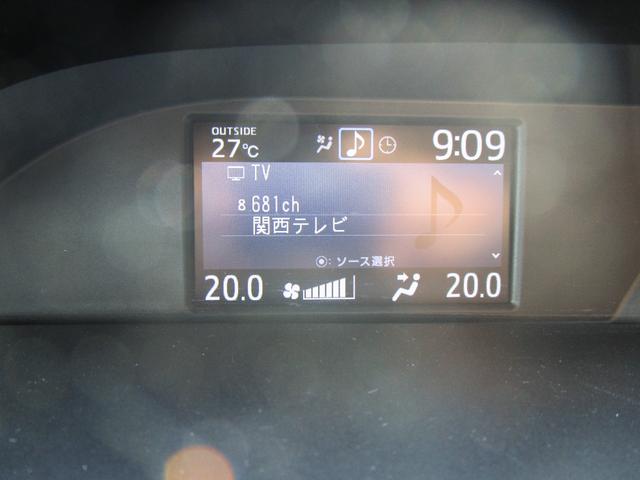 OUTSIDE
27℃ 9:09
TV
8 681ch
関西テレビ
◉: ソース選択
20.0 20.0